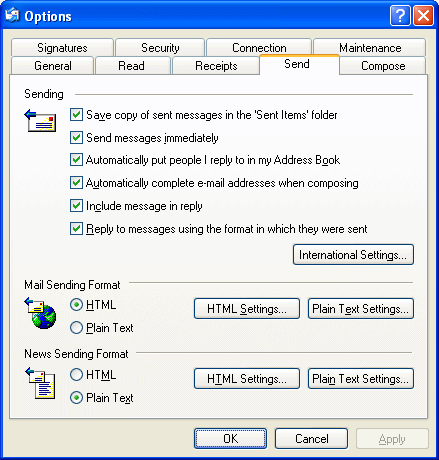 Options
Signatures Security Connection Maintenance
General Read Receipts Send Compose
Sending
Save copy of sent messages in the 'Sent Items' folder
Send messages immediately
Automatically put people I reply to in my Address Book
Automatically complete e-mail addresses when composing
Include message in reply
Reply to messages using the format in which they were sent
International Settings...
Mail Sending Format
HTML HTML Settings... Plain Text Settings...
Plain Text
News Sending Format
HTML HTML Settings... Plain Text Settings...
Plain Text
OK Cancel Apply